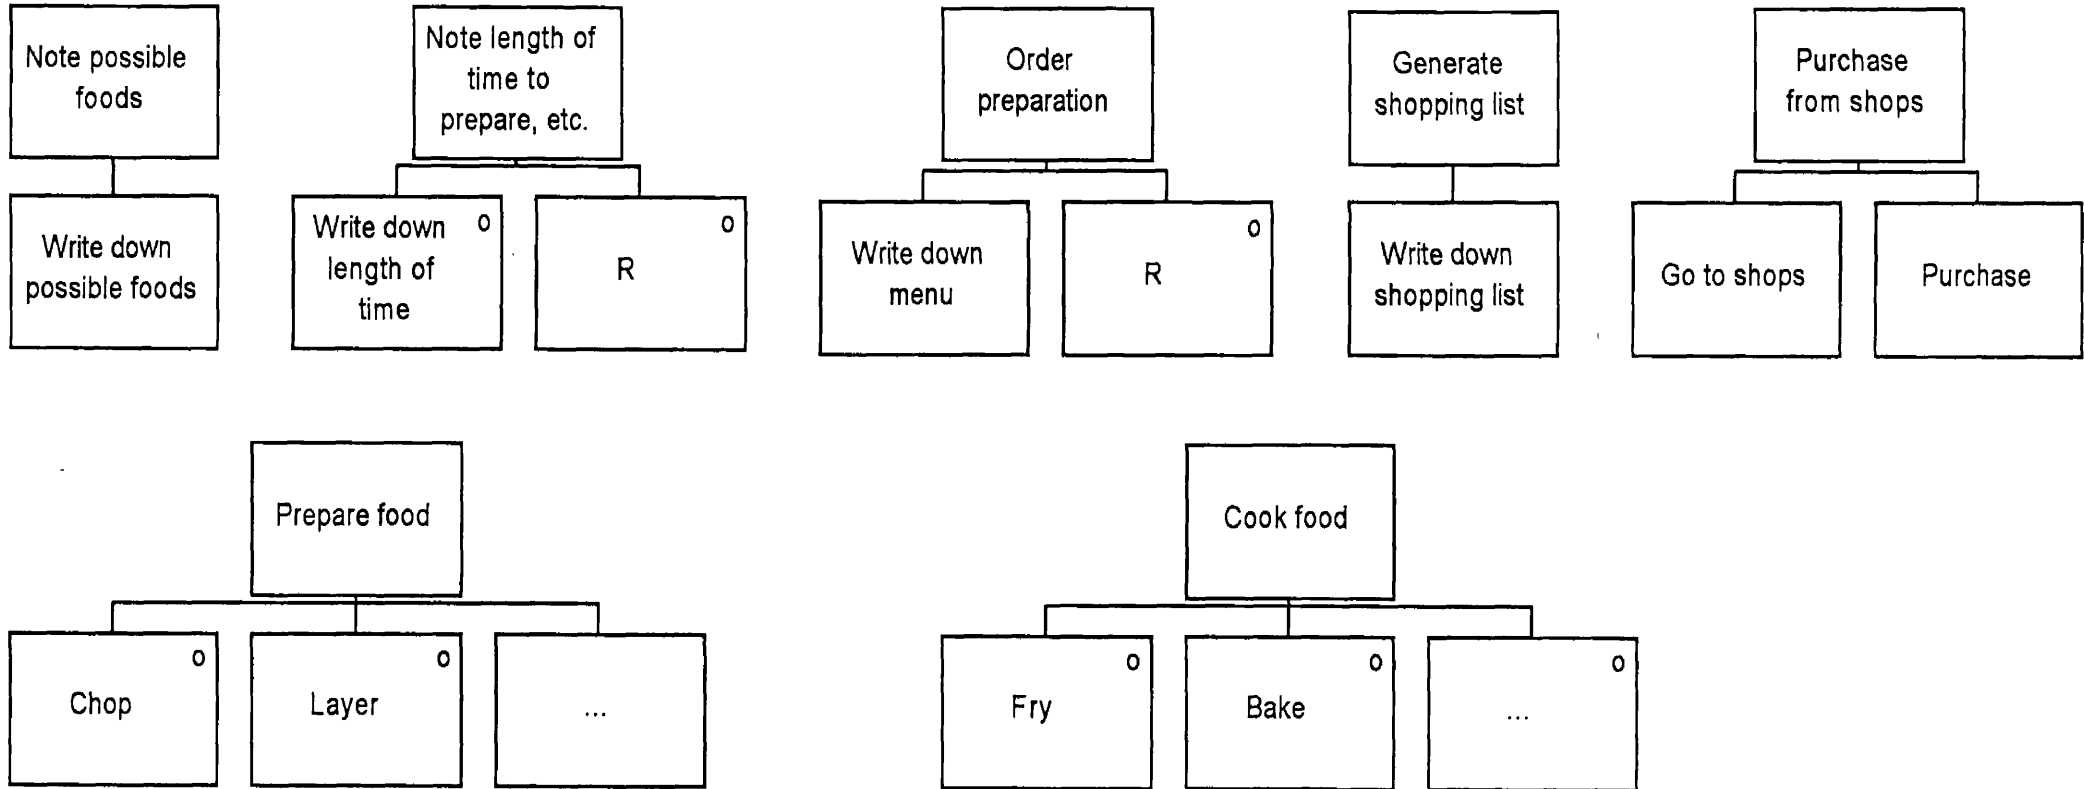 Note possible
foods
Write down
possible foods
Note length of
time to
prepare, etc.
Write down
length of
time
o
R
o
Order
preparation
Write down
menu
R
o
Generate
shopping list
Write down
shopping list
Purchase
from shops
Go to shops
Purchase
Prepare food
Chop
o
Layer
o
...
Cook food
Fry
o
Bake
o
...
o